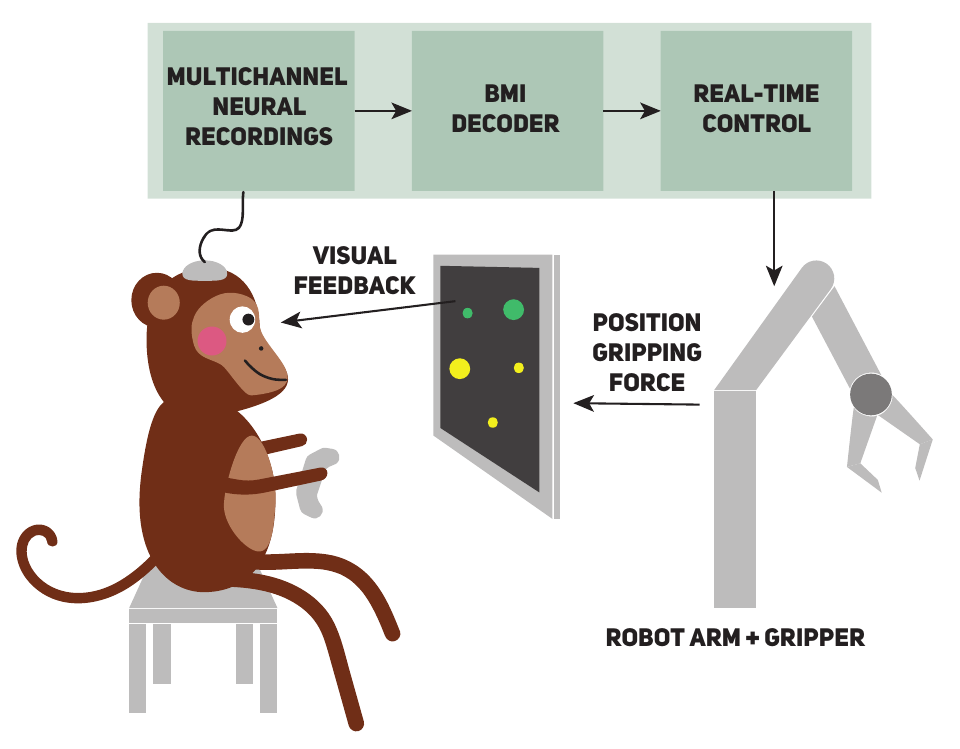 MULTICHANNEL
NEURAL
RECORDINGS
BMI
DECODER
REAL-TIME
CONTROL
VISUAL
FEEDBACK
POSITION
GRIPPING
FORCE
ROBOT ARM + GRIPPER